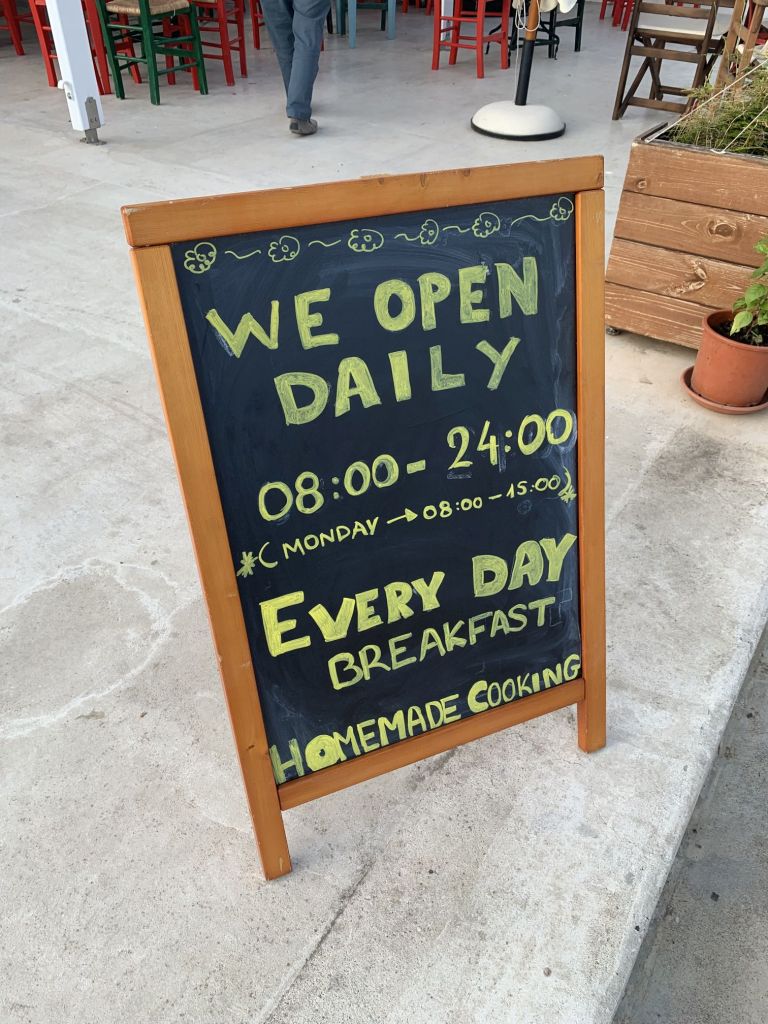 WE OPEN
DAILY
08:00 - 24:00
*( MONDAY → 08:00 - 15:00 )*
EVERY DAY
BREAKFAST
HOMEMADE COOKING